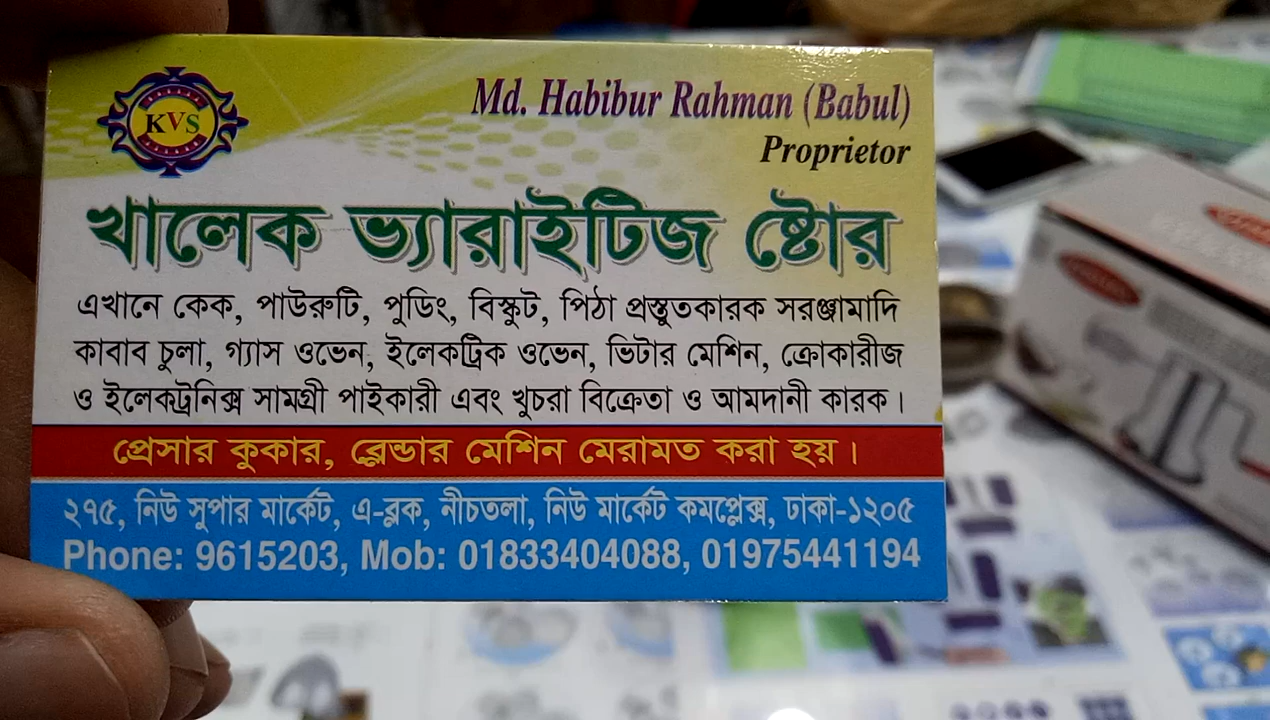 KVS
Md. Habibur Rahman (Babul)
Proprietor
খালেক ভ্যারাইটিজ ষ্টোর
এখানে কেক, পাউরুটি, পুডিং, বিস্কুট, পিঠা প্রস্তুতকারক সরঞ্জামাদি
কাবাব চুলা, গ্যাস ওভেন, ইলেকট্রিক ওভেন, ভিটার মেশিন, ক্রোকারীজ
ও ইলেকট্রনিক্স সামগ্রী পাইকারী এবং খুচরা বিক্রেতা ও আমদানী কারক।
প্রেসার কুকার, ব্লেন্ডার মেশিন মেরামত করা হয়।
২৭৫, নিউ সুপার মার্কেট, এ-ব্লক, নীচতলা, নিউ মার্কেট কমপ্লেক্স, ঢাকা-১২০৫
Phone: 9615203, Mob: 01833404088, 01975441194